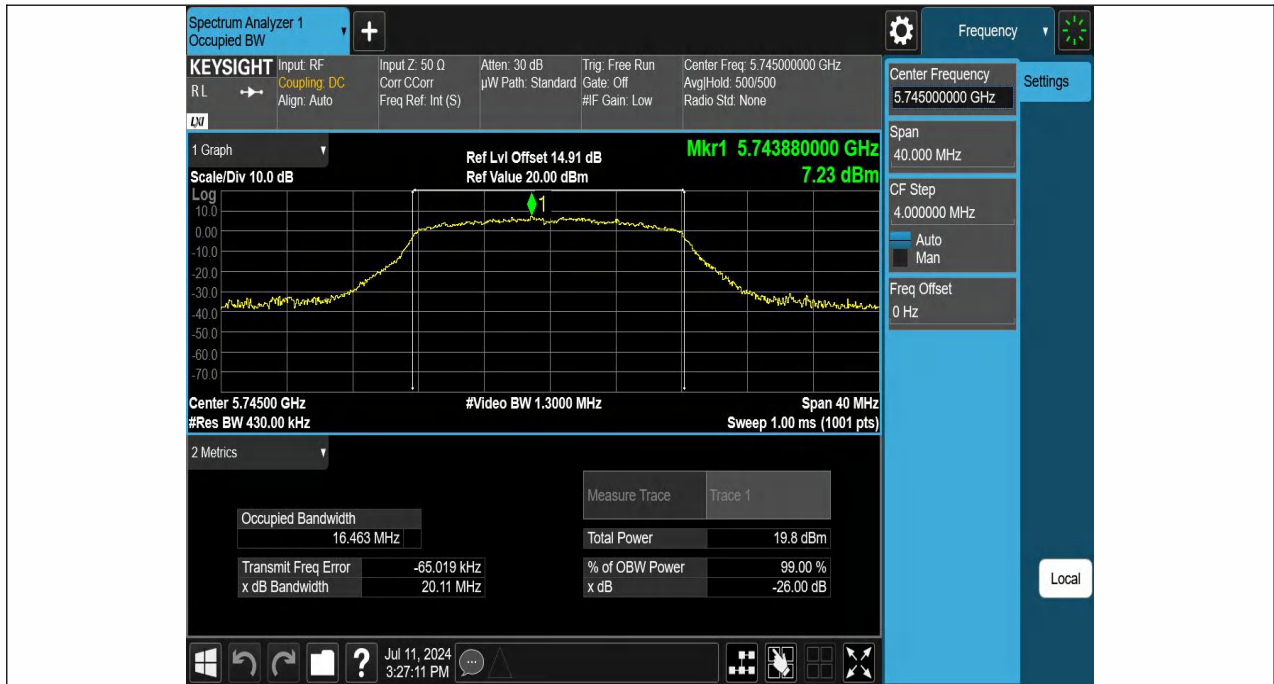 Spectrum Analyzer 1
Occupied BW
+
Frequency
KEYSIGHT
RL
LXI
Input: RF
Coupling: DC
Align: Auto
Input Z: 50 Ω
Corr CCorr
Freq Ref: Int (S)
Atten: 30 dB
µW Path: Standard
Trig: Free Run
Gate: Off
#IF Gain: Low
Center Freq: 5.745000000 GHz
Avg|Hold: 500/500
Radio Std: None
Center Frequency
5.745000000 GHz
Settings
Span
40.000 MHz
CF Step
4.000000 MHz
Auto
Man
Freq Offset
0 Hz
Local
1 Graph
Scale/Div 10.0 dB
Ref Lvl Offset 14.91 dB
Ref Value 20.00 dBm
Mkr1 5.743880000 GHz
7.23 dBm
Log
1
10.0
0.00
-10.0
-20.0
-30.0
-40.0
-50.0
-60.0
-70.0
Center 5.74500 GHz
#Res BW 430.00 kHz
#Video BW 1.3000 MHz
Span 40 MHz
Sweep 1.00 ms (1001 pts)
2 Metrics
Measure Trace Trace 1
Occupied Bandwidth
16.463 MHz
Total Power 19.8 dBm
Transmit Freq Error -65.019 kHz
% of OBW Power 99.00 %
x dB Bandwidth 20.11 MHz
x dB -26.00 dB
?
Jul 11, 2024
3:27:11 PM